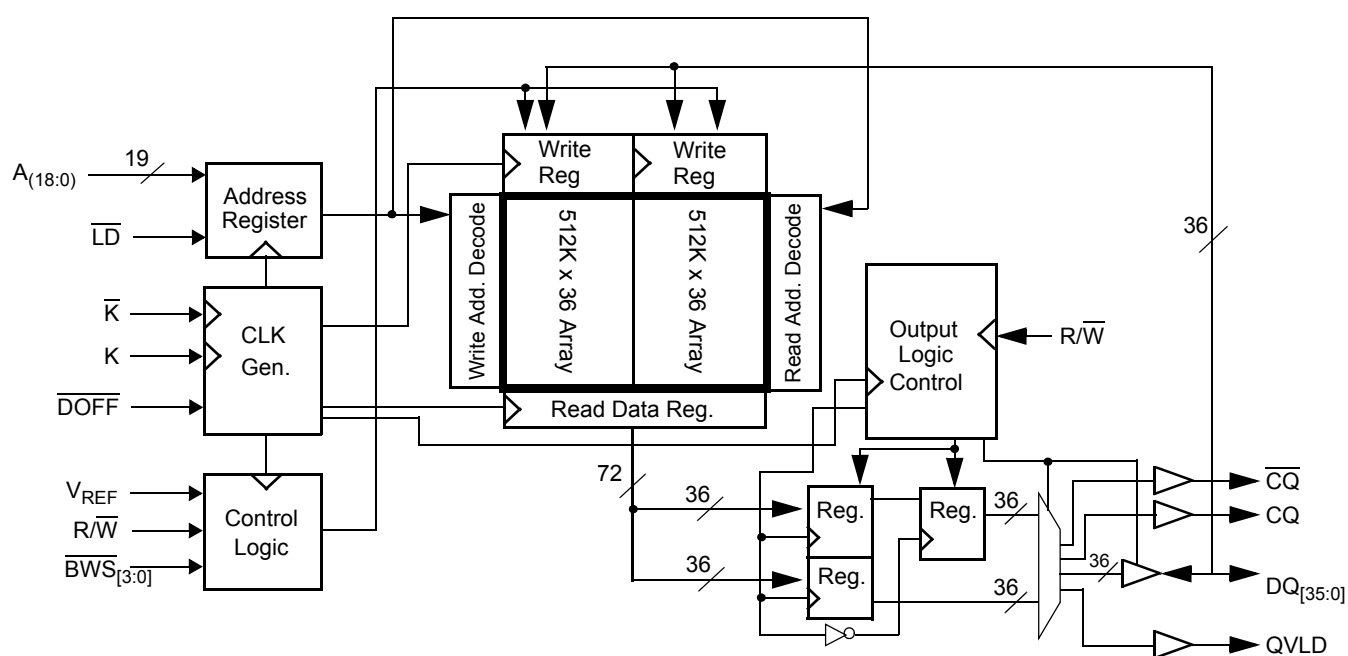 A(18:0)
19
LD
K
K
DOFF
VREF
R/W
BWS[3:0]
Address
Register
CLK
Gen.
Control
Logic
Write
Reg
Write
Reg
Write Add. Decode
512K x 36 Array
512K x 36 Array
Read Add. Decode
Read Data Reg.
72
36
36
36
Output
Logic
Control
R/W
Reg.
Reg.
Reg.
36
36
36
CQ
CQ
DQ[35:0]
QVLD